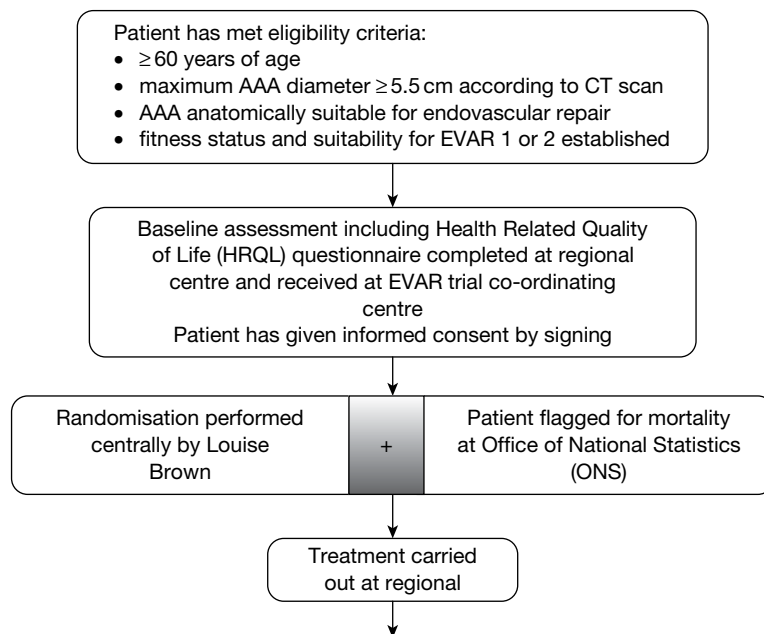 Patient has met eligibility criteria:
• ≥ 60 years of age
• maximum AAA diameter ≥ 5.5 cm according to CT scan
• AAA anatomically suitable for endovascular repair
• fitness status and suitability for EVAR 1 or 2 established
Baseline assessment including Health Related Quality
of Life (HRQL) questionnaire completed at regional
centre and received at EVAR trial co-ordinating
centre
Patient has given informed consent by signing
Randomisation performed
centrally by Louise
Brown
+
Patient flagged for mortality
at Office of National Statistics
(ONS)
Treatment carried
out at regional